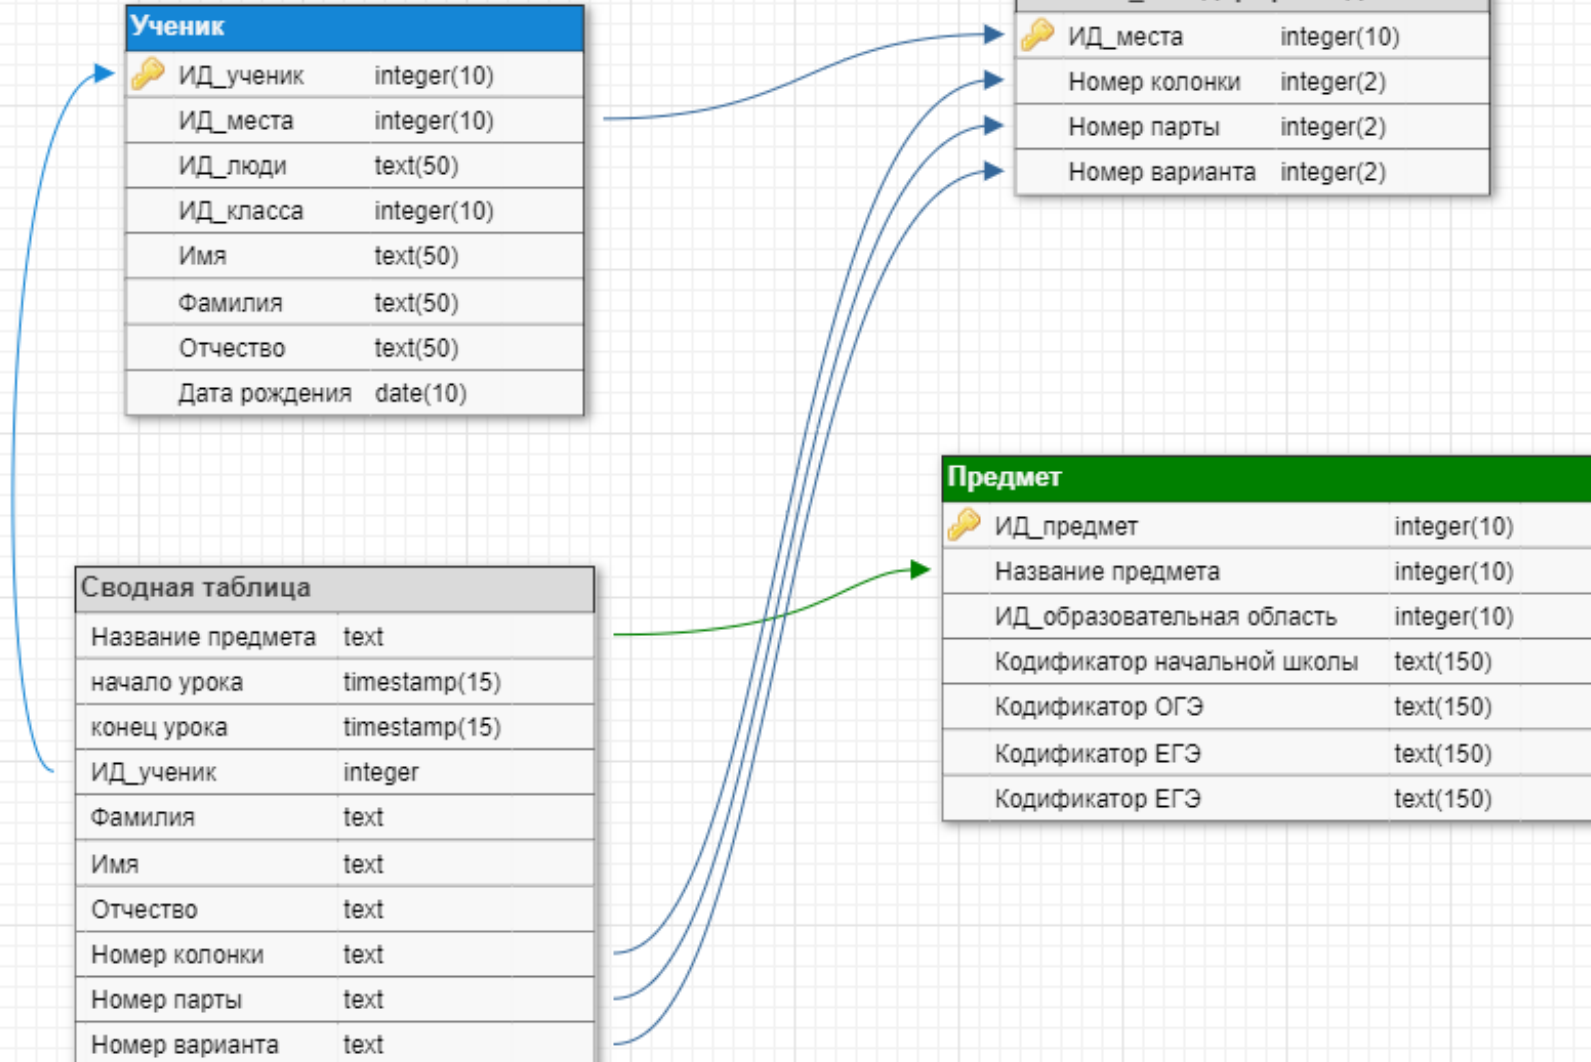 Ученик
ИД_ученик integer(10)
ИД_места integer(10)
ИД_люди text(50)
ИД_класса integer(10)
Имя text(50)
Фамилия text(50)
Отчество text(50)
Дата рождения date(10)
ИД_места integer(10)
Номер колонки integer(2)
Номер парты integer(2)
Номер варианта integer(2)
Предмет
ИД_предмет integer(10)
Название предмета integer(10)
ИД_образовательная область integer(10)
Кодификатор начальной школы text(150)
Кодификатор ОГЭ text(150)
Кодификатор ЕГЭ text(150)
Кодификатор ЕГЭ text(150)
Сводная таблица
Название предмета text
начало урока timestamp(15)
конец урока timestamp(15)
ИД_ученик integer
Фамилия text
Имя text
Отчество text
Номер колонки text
Номер парты text
Номер варианта text